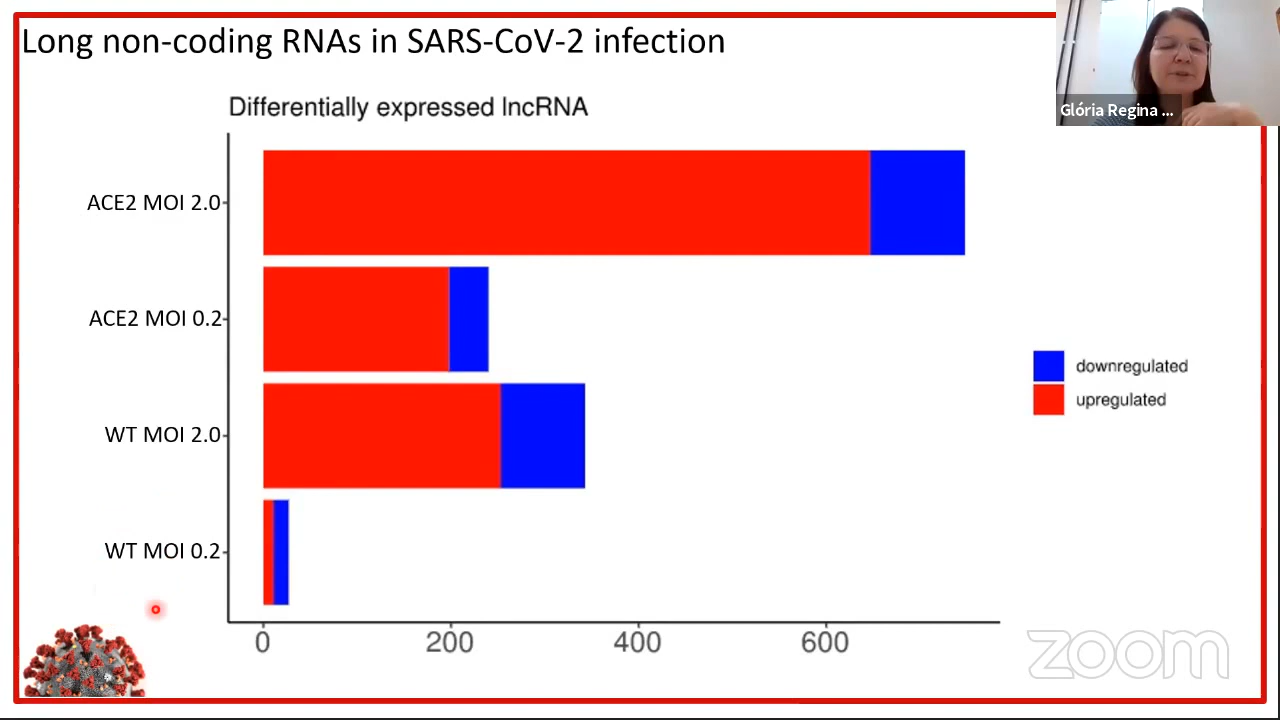 Long non-coding RNAs in SARS-CoV-2 infection
Glória Regina ...
Differentially expressed lncRNA
ACE2 MOI 2.0
ACE2 MOI 0.2
WT MOI 2.0
WT MOI 0.2
downregulated
upregulated
0 200 400 600
zoom